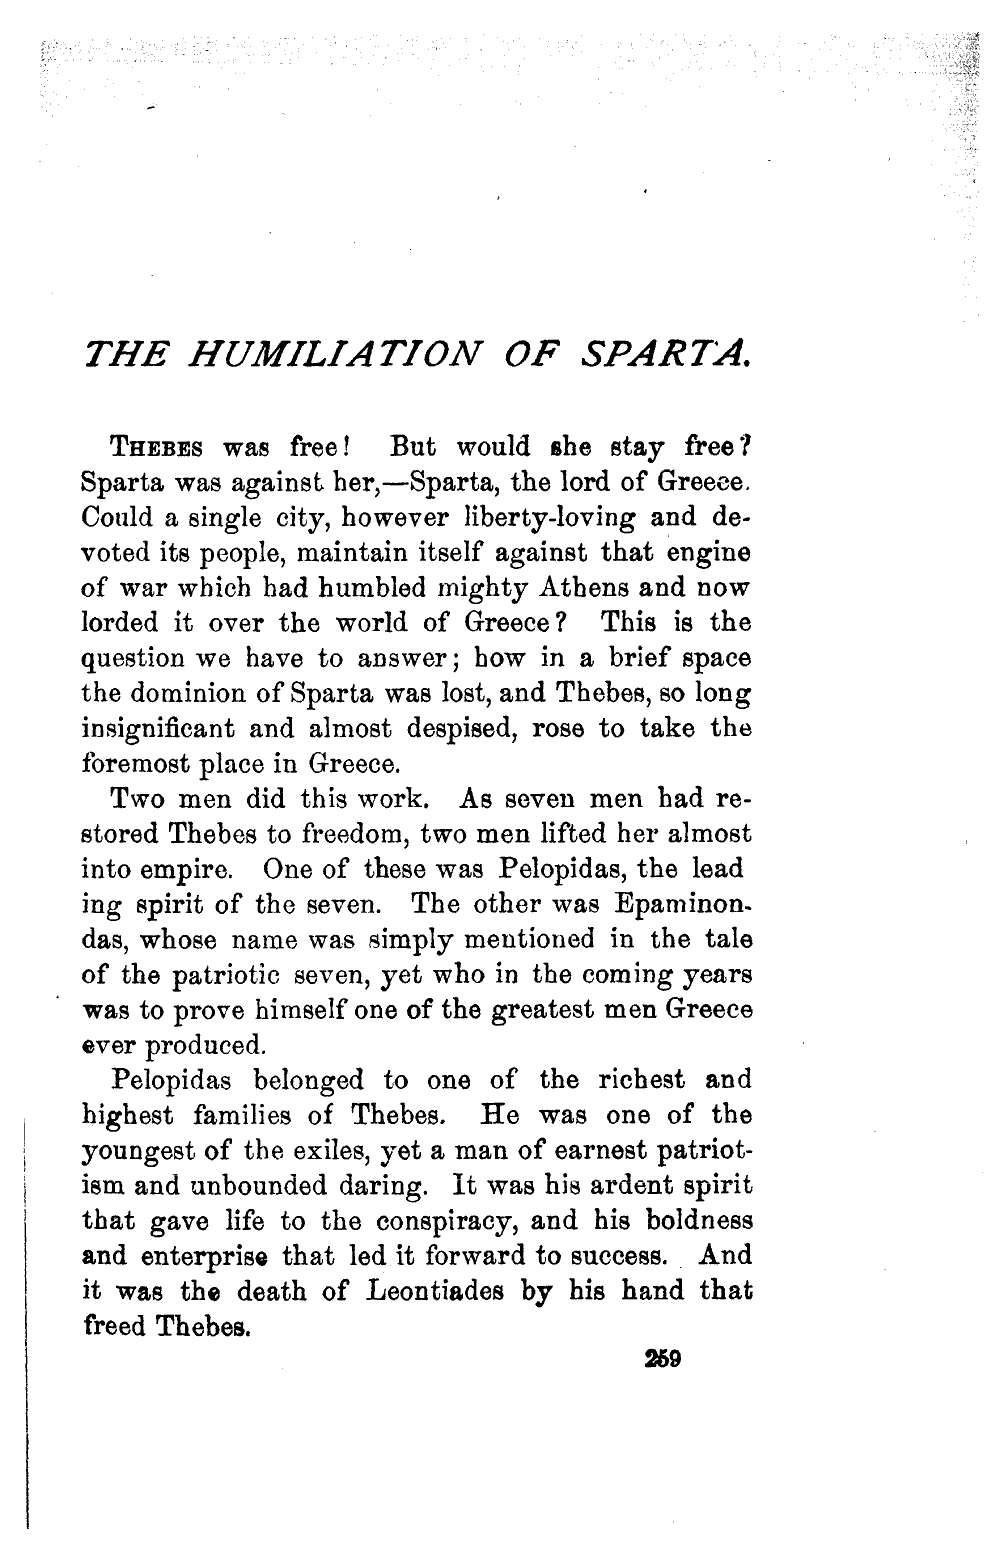 THE HUMILIATION OF SPARTA.
THEBES was free! But would she stay free?
Sparta was against her,—Sparta, the lord of Greece.
Could a single city, however liberty-loving and de-
voted its people, maintain itself against that engine
of war which had humbled mighty Athens and now
lorded it over the world of Greece? This is the
question we have to answer; how in a brief space
the dominion of Sparta was lost, and Thebes, so long
insignificant and almost despised, rose to take the
foremost place in Greece.
Two men did this work. As seven men had re-
stored Thebes to freedom, two men lifted her almost
into empire. One of these was Pelopidas, the lead
ing spirit of the seven. The other was Epaminon-
das, whose name was simply mentioned in the tale
of the patriotic seven, yet who in the coming years
was to prove himself one of the greatest men Greece
ever produced.
Pelopidas belonged to one of the richest and
highest families of Thebes. He was one of the
youngest of the exiles, yet a man of earnest patriot-
ism and unbounded daring. It was his ardent spirit
that gave life to the conspiracy, and his boldness
and enterprise that led it forward to success. And
it was the death of Leontiades by his hand that
freed Thebes.
259